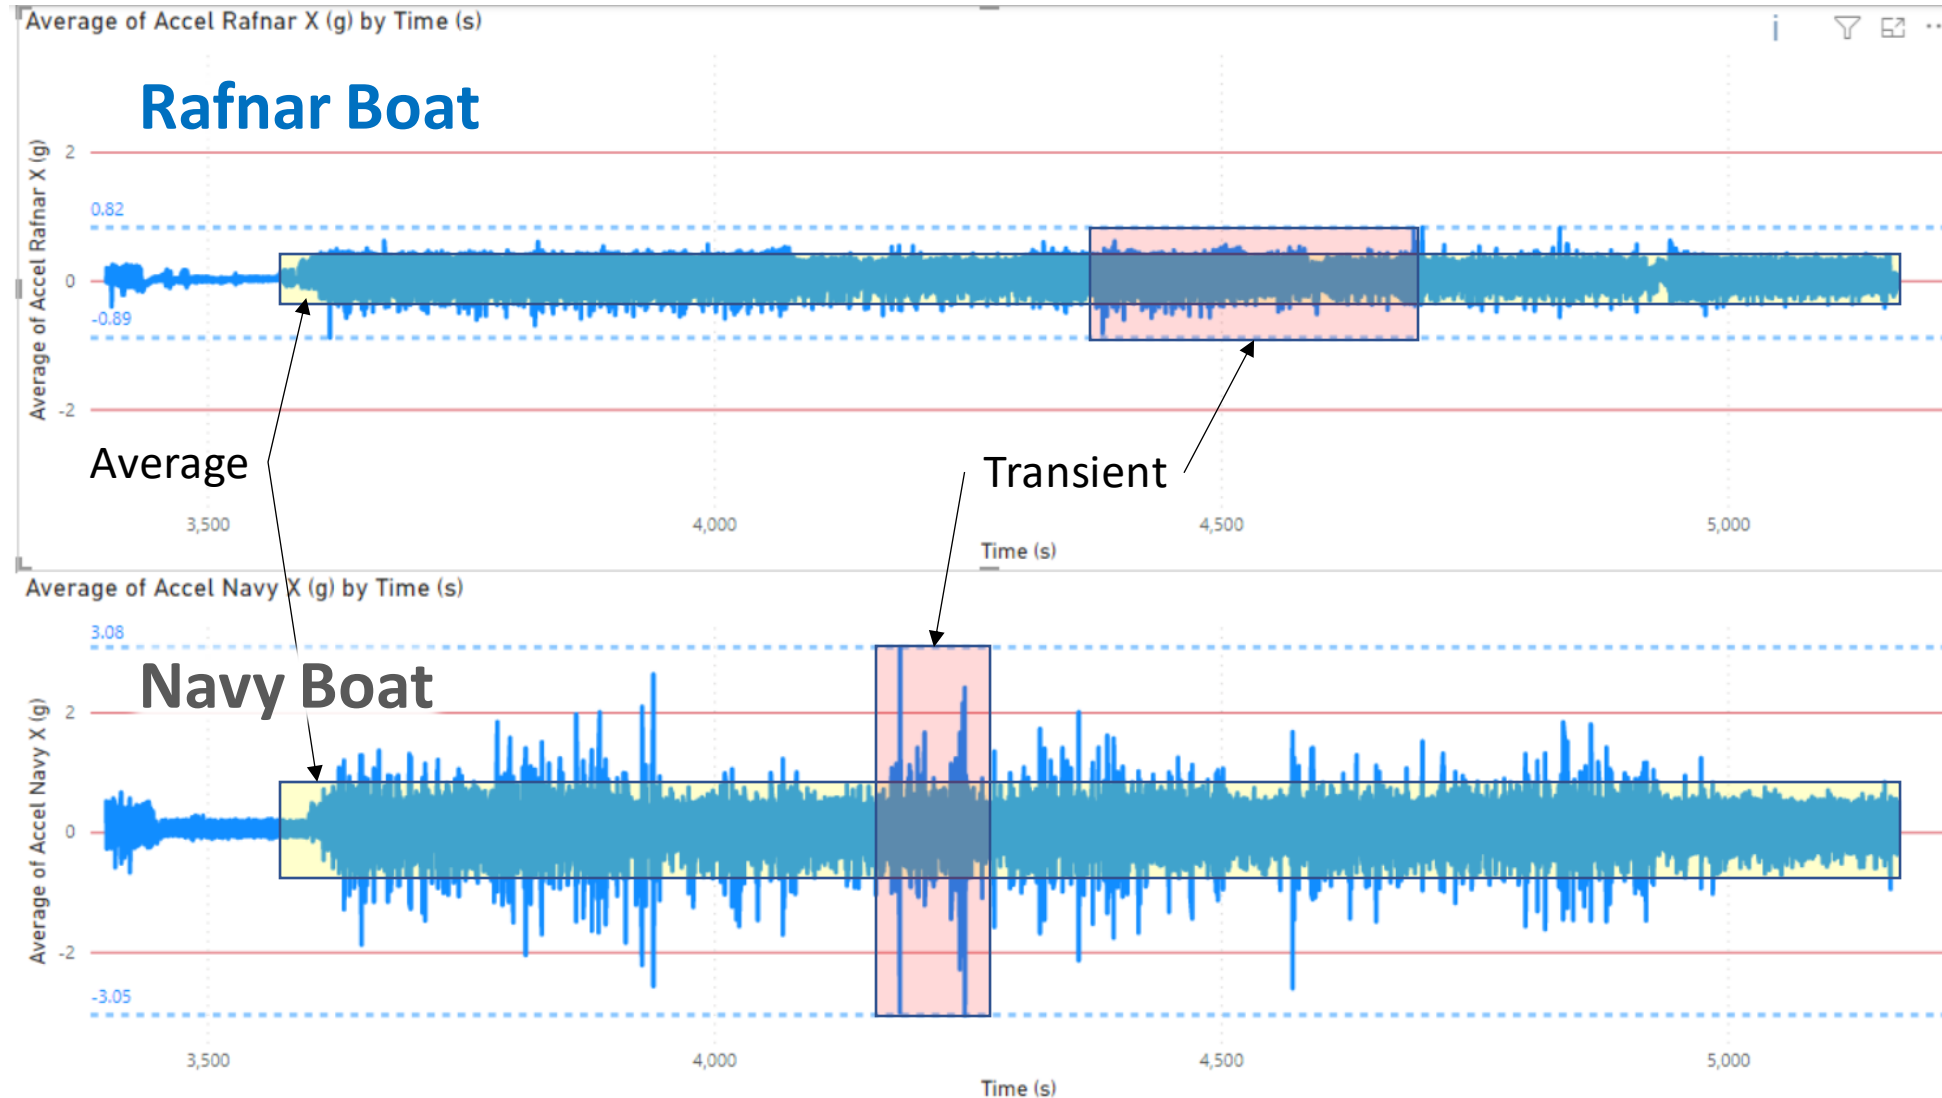 Average of Accel Rafnar X (g) by Time (s)
Rafnar Boat
Average of Accel Rafnar X (g)
2
0.82
0
-0.89
-2
Average
Transient
3,500
4,000
4,500
5,000
Time (s)
Average of Accel Navy X (g) by Time (s)
3.08
Navy Boat
Average of Accel Navy X (g)
2
0
-2
-3.05
3,500
4,000
4,500
5,000
Time (s)